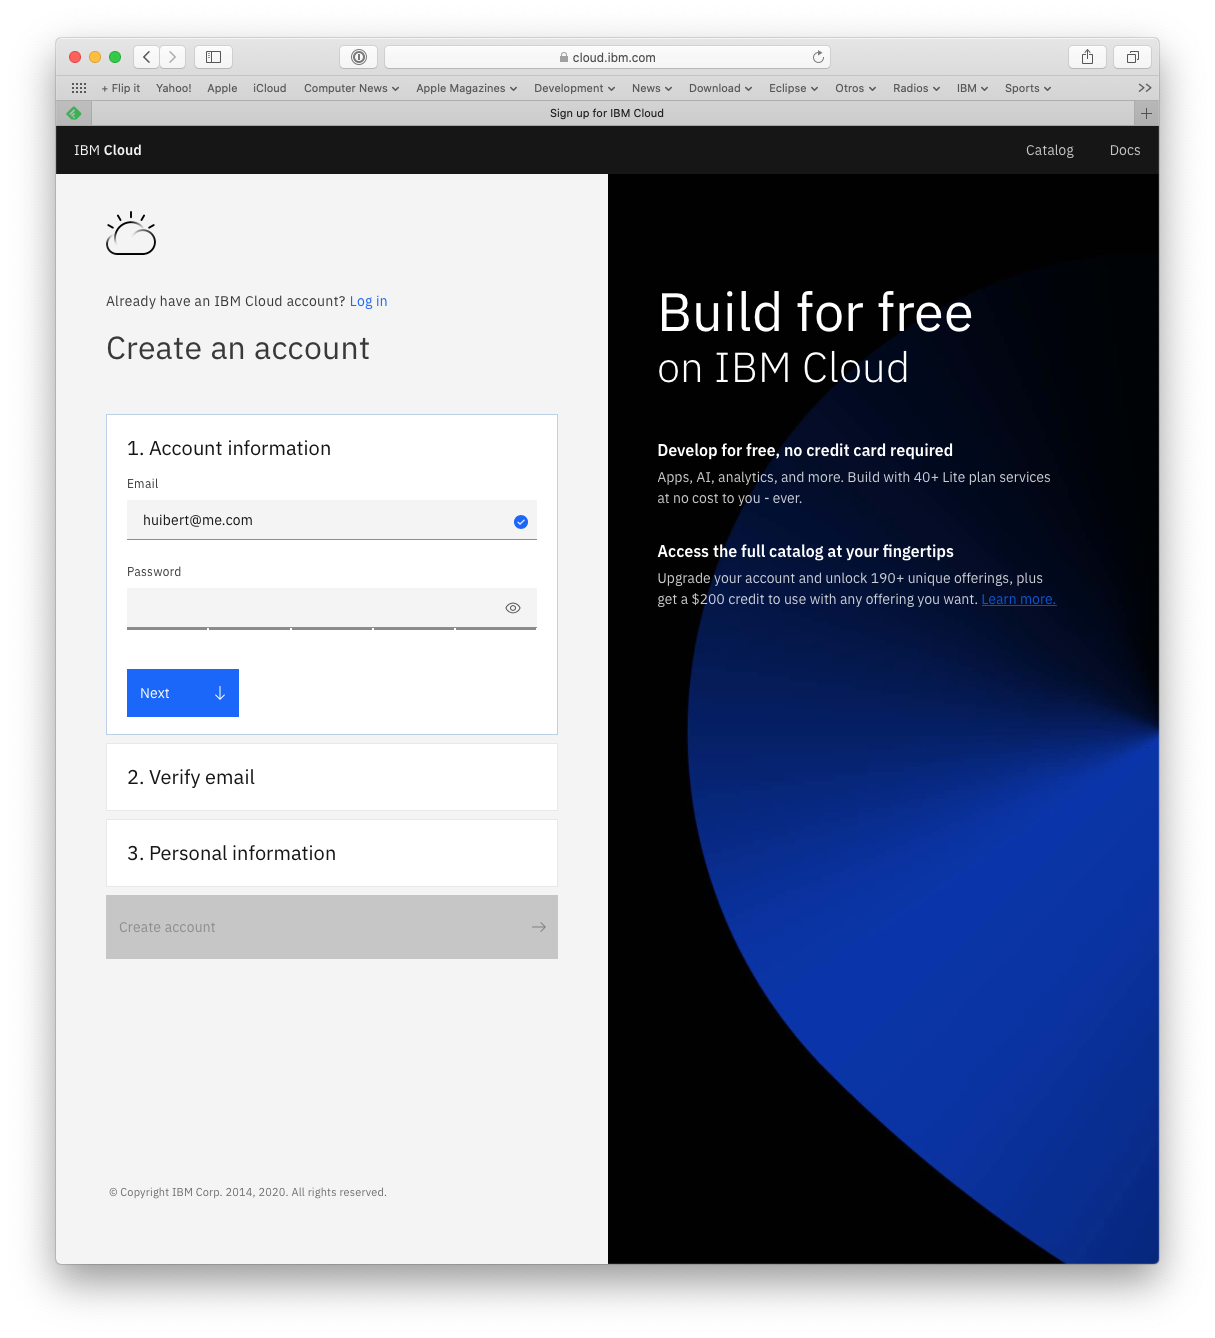 cloud.ibm.com
+ Flip it Yahoo! Apple iCloud Computer News Apple Magazines Development News Download Eclipse Otros Radios IBM Sports
Sign up for IBM Cloud
IBM Cloud
Catalog Docs
Already have an IBM Cloud account? Log in
Create an account
1. Account information
Email
huibert@me.com
Password
Next
2. Verify email
3. Personal information
Create account
© Copyright IBM Corp. 2014, 2020. All rights reserved.
Build for free
on IBM Cloud
Develop for free, no credit card required
Apps, AI, analytics, and more. Build with 40+ Lite plan services
at no cost to you - ever.
Access the full catalog at your fingertips
Upgrade your account and unlock 190+ unique offerings, plus
get a $200 credit to use with any offering you want. Learn more.